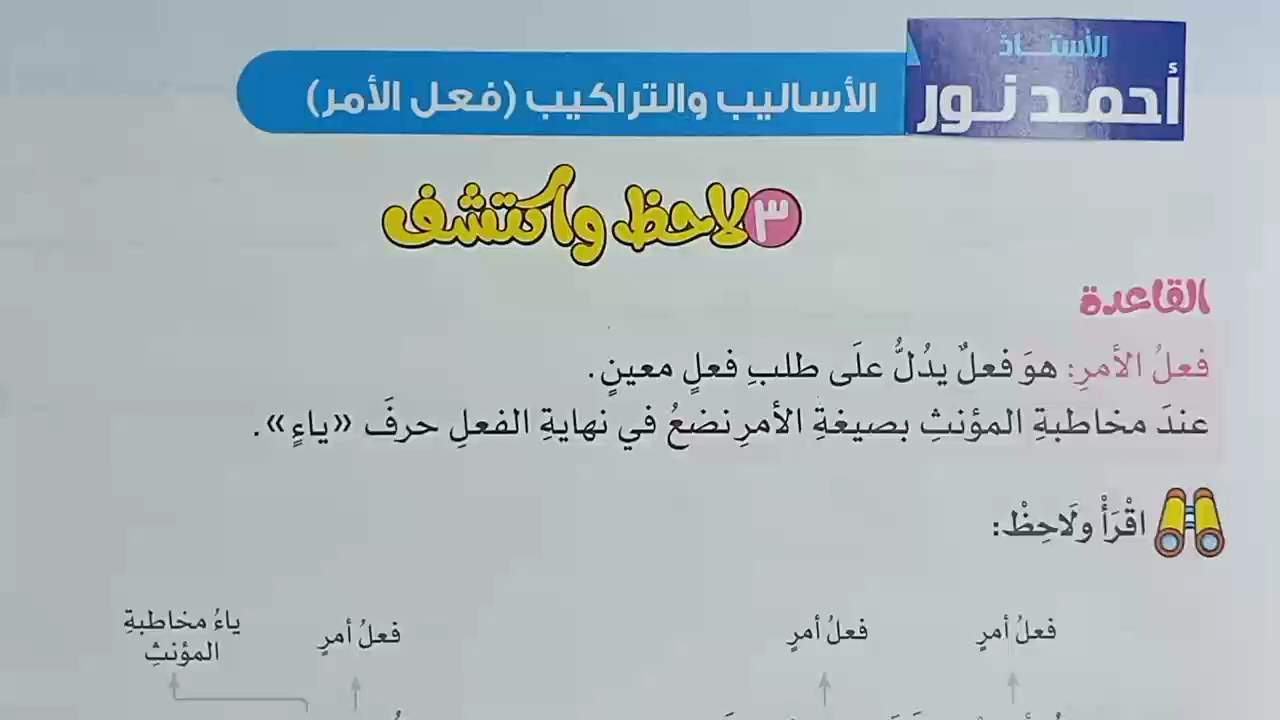 الأستاذ
أحمد نور
الأساليب والتراكيب (فعل الأمر)
٣ لاحظ واكتشف
القاعدة
فعلُ الأمرِ: هوَ فعلٌ يدُلُّ علَى طلبِ فعلٍ معينٍ.
عندَ مخاطبةِ المؤنثِ بصيغةِ الأمرِ نضعُ في نهايةِ الفعلِ حرفَ «ياءٍ».
اقْرَأْ ولَاحِظْ:
فعلُ أمرٍ فعلُ أمرٍ فعلُ أمرٍ ياءُ مخاطبةِ
المؤنثِ